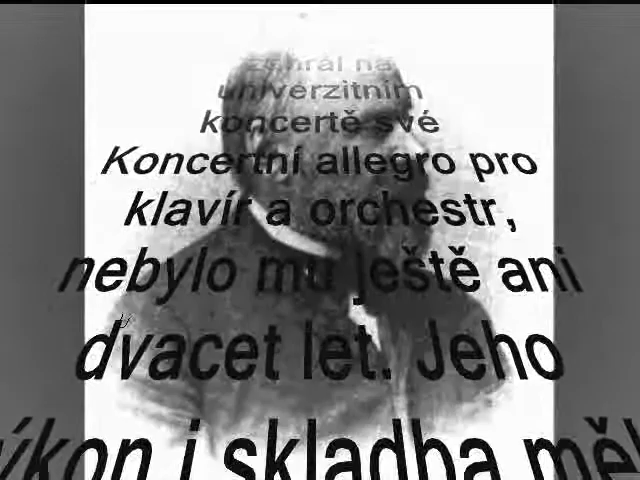 zahrál na
univerzitním
koncertě své
Koncertní allegro pro
klavír a orchestr,
nebylo mu ještě ani
dvacet let. Jeho
ýkon i skladba měl